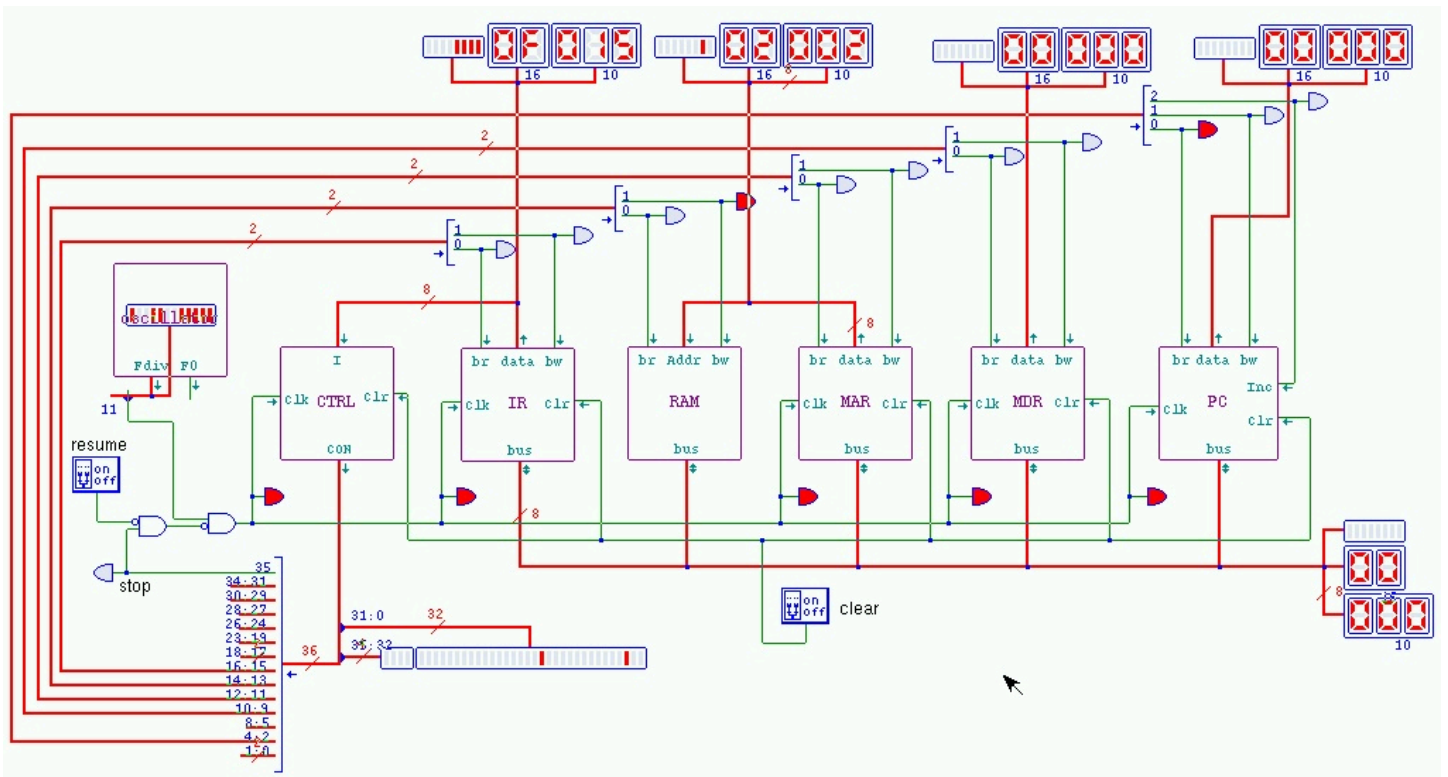 0F 015
02 002
00 000
00 000
16 10
16 8 10
16 10
16 10
2
1
0
2
1
0
2
1
0
2
1
0
2
1
0
8
8
oscillator
Fdiv F0
11
I
clk CTRL clr
CON
br data bw
clk IR clr
bus
br Addr bw
RAM
bus
br data bw
clk MAR clr
bus
br data bw
clk MDR clr
bus
br data bw
Inc
clk PC
clr
bus
resume
on
off
8
stop
35
34:31
30:29
28:27
26:24
23:19
18:17
16:15
14:13
12:11
10:9
8:5
4:2
1:0
36
31:0 32
35:32
on
off
clear
00
8
000
10